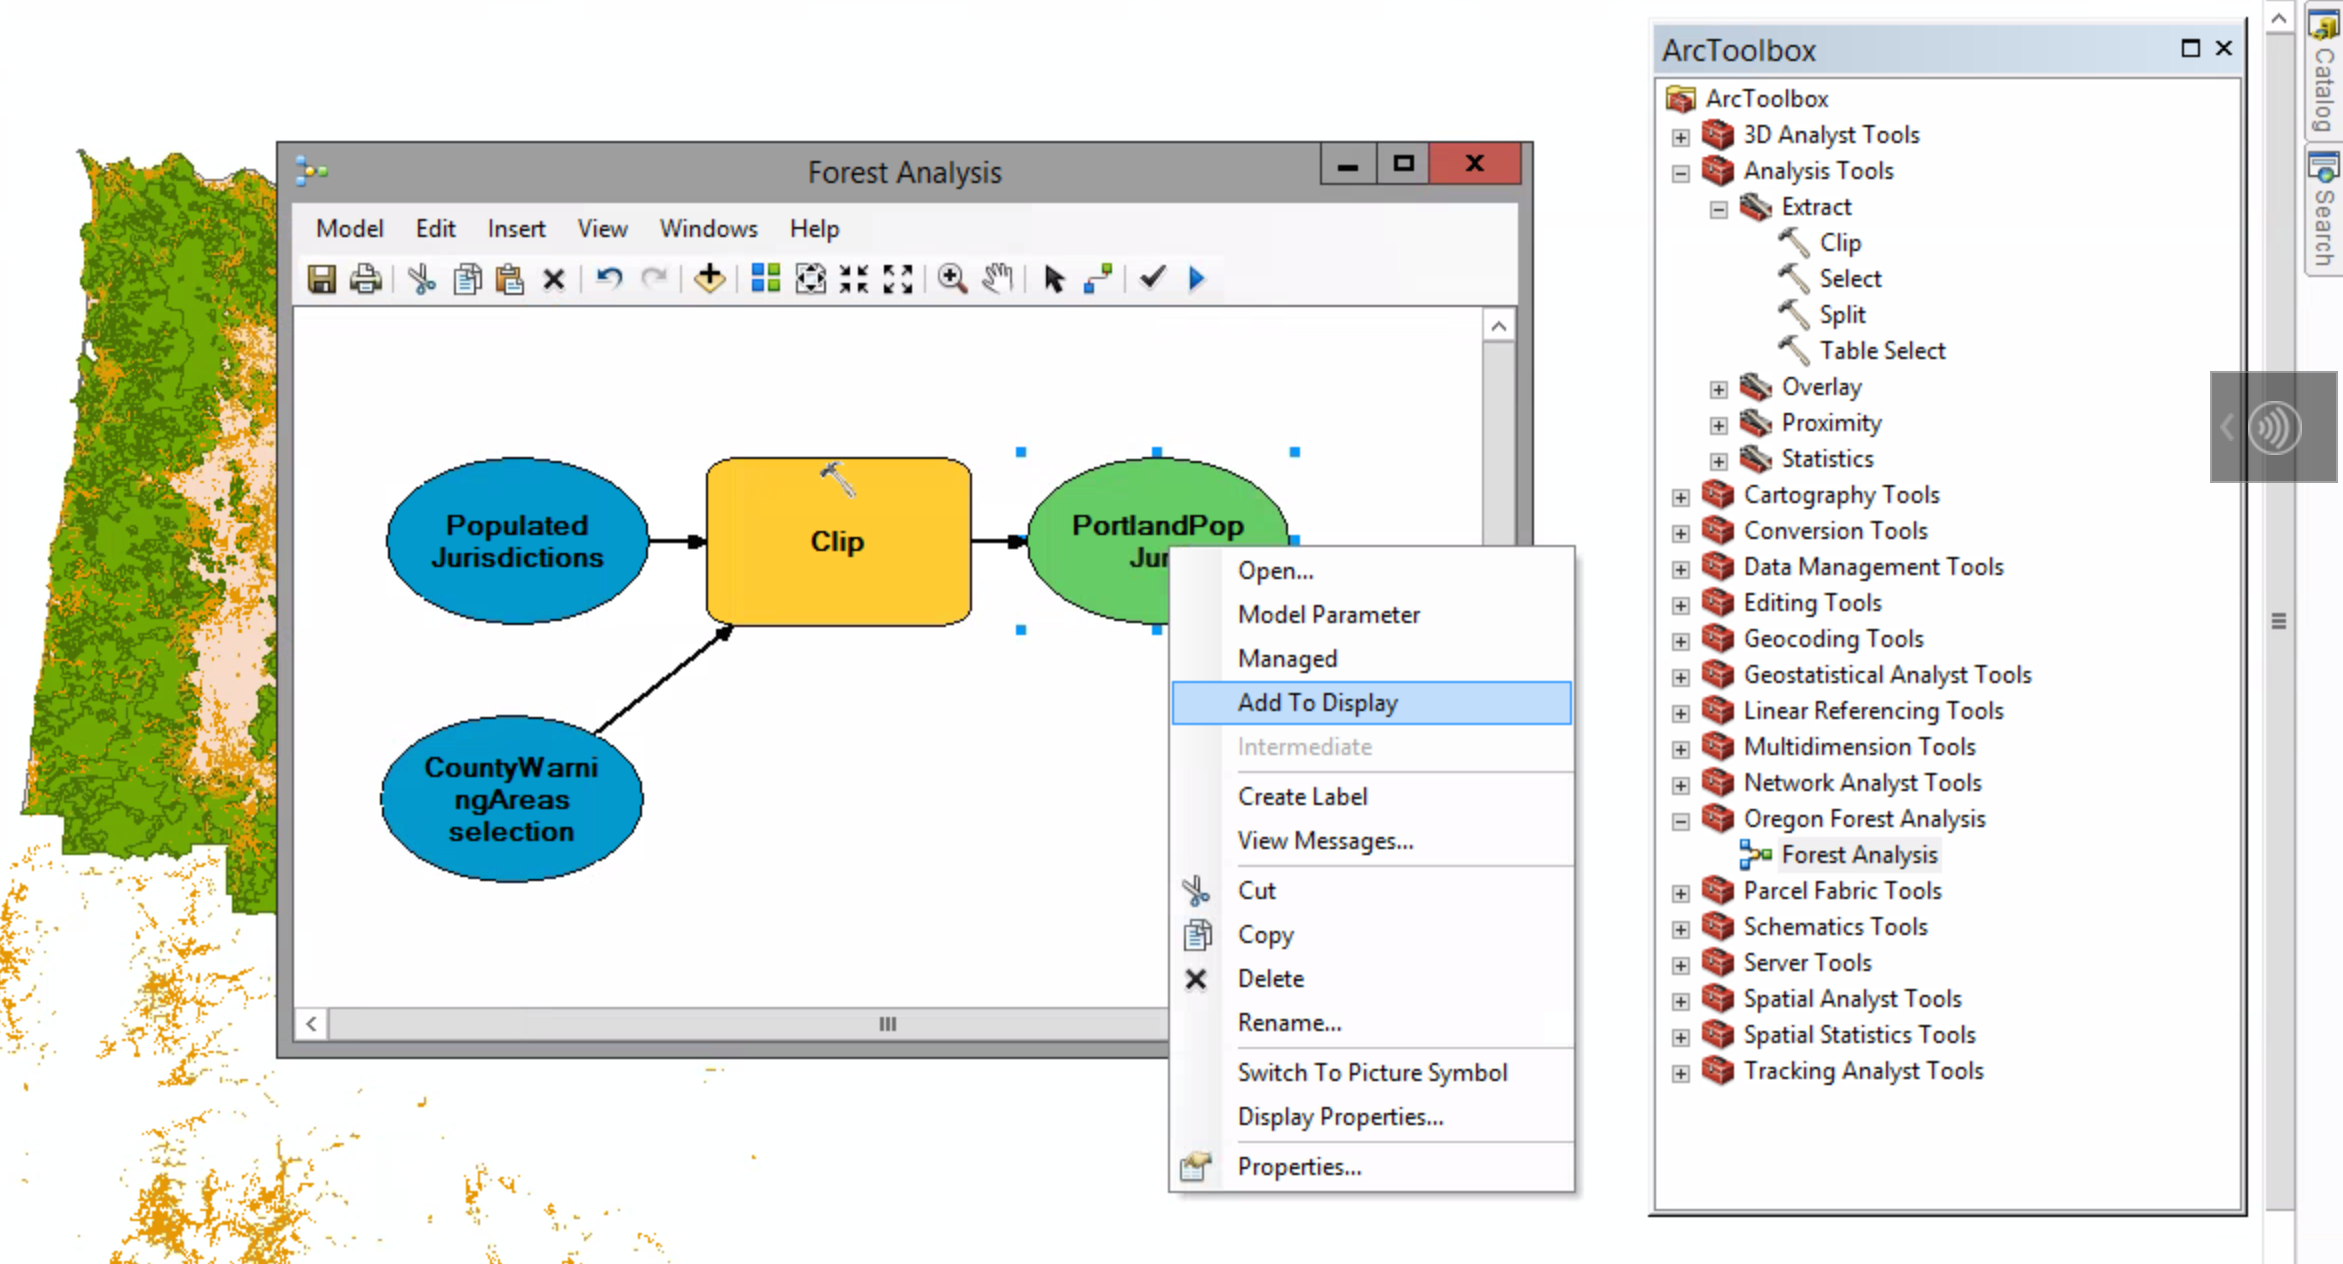 Forest Analysis
Model Edit Insert View Windows Help
Populated
Jurisdictions
Clip
PortlandPop
CountyWarni
ngAreas
selection
Open...
Model Parameter
Managed
Add To Display
Intermediate
Create Label
View Messages...
Cut
Copy
Delete
Rename...
Switch To Picture Symbol
Display Properties...
Properties...
ArcToolbox
ArcToolbox
3D Analyst Tools
Analysis Tools
Extract
Clip
Select
Split
Table Select
Overlay
Proximity
Statistics
Cartography Tools
Conversion Tools
Data Management Tools
Editing Tools
Geocoding Tools
Geostatistical Analyst Tools
Linear Referencing Tools
Multidimension Tools
Network Analyst Tools
Oregon Forest Analysis
Forest Analysis
Parcel Fabric Tools
Schematics Tools
Server Tools
Spatial Analyst Tools
Spatial Statistics Tools
Tracking Analyst Tools
Catalog
Search